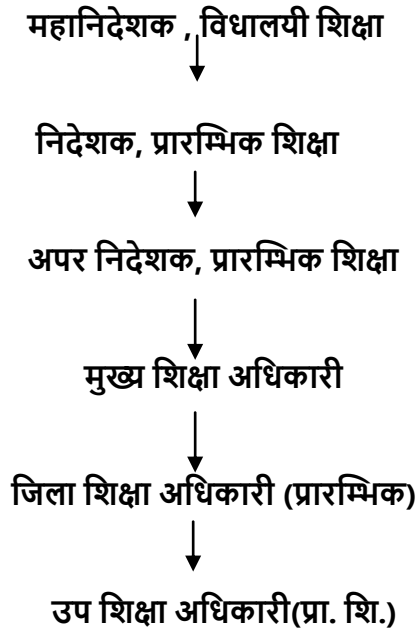 महानिदेशक , विधालयी शिक्षा
निदेशक, प्रारम्भिक शिक्षा
अपर निदेशक, प्रारम्भिक शिक्षा
मुख्य शिक्षा अधिकारी
जिला शिक्षा अधिकारी (प्रारम्भिक)
उप शिक्षा अधिकारी(प्रा. शि.)